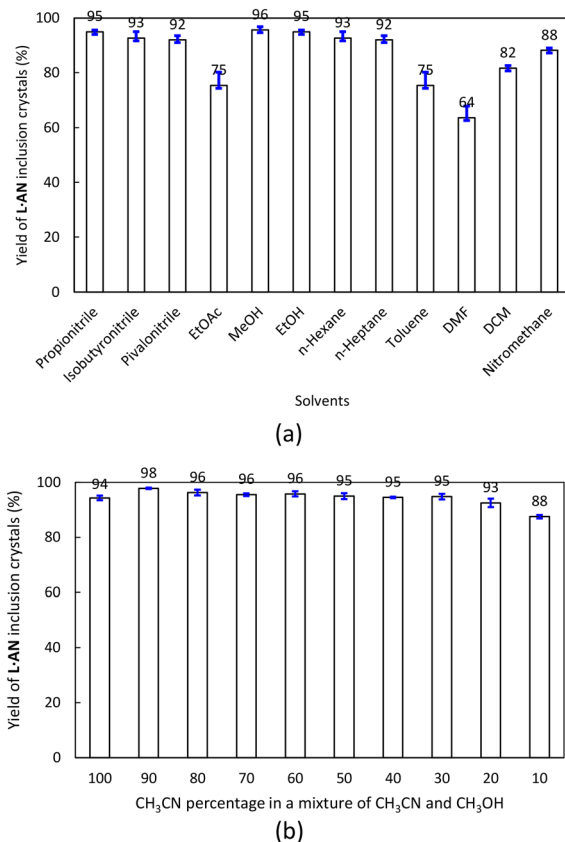 Yield of L·AN inclusion crystals (%)
100
80
60
40
20
0
95
93
92
75
96
95
93
92
75
64
82
88
Propionitrile
Isobutyronitrile
Pivalonitrile
EtOAc
MeOH
EtOH
n-Hexane
n-Heptane
Toluene
DMF
DCM
Nitromethane
Solvents
(a)
Yield of L·AN inclusion crystals (%)
100
80
60
40
20
0
94
98
96
96
96
95
95
95
93
88
100 90 80 70 60 50 40 30 20 10
CH₃CN percentage in a mixture of CH₃CN and CH₃OH
(b)